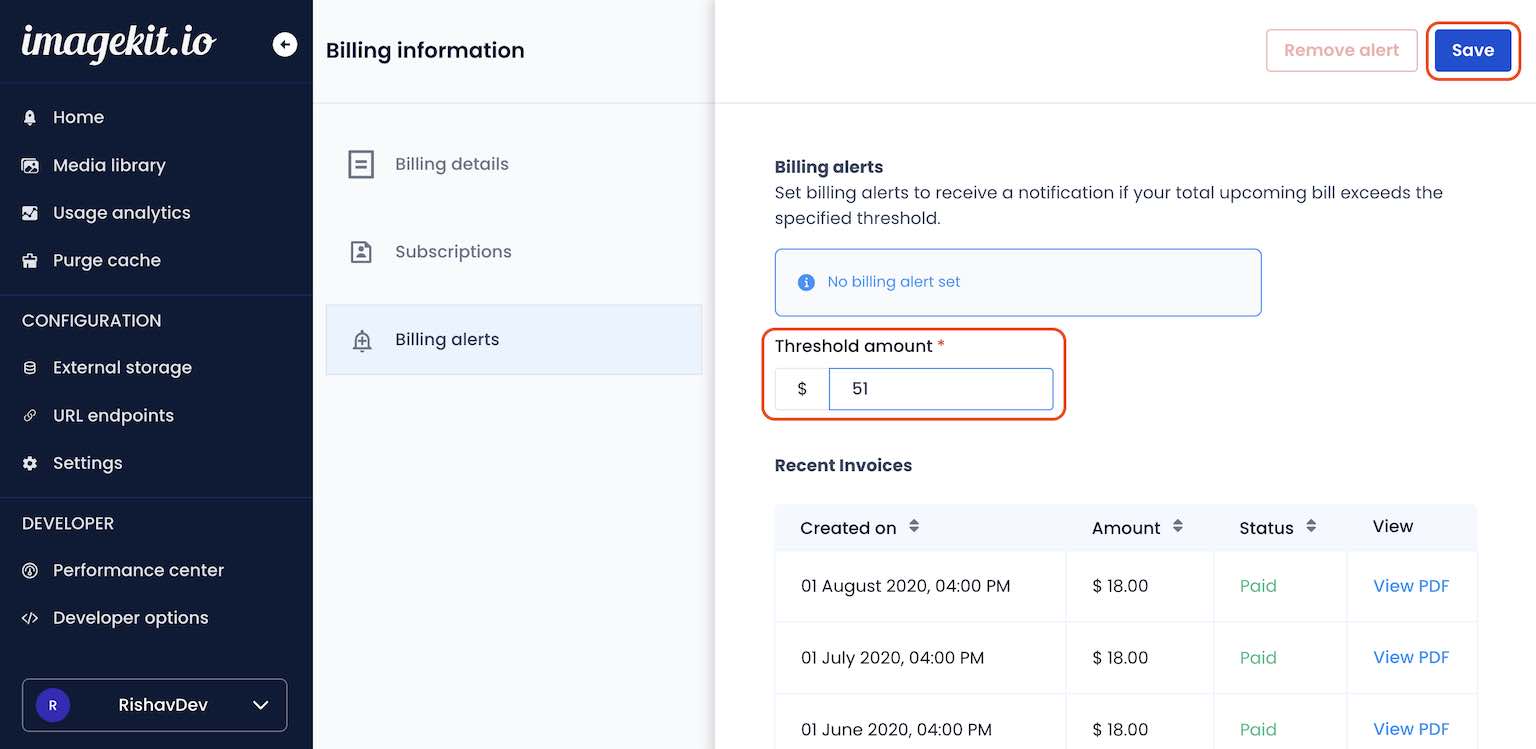 imagekit.io
Home
Media library
Usage analytics
Purge cache
CONFIGURATION
External storage
URL endpoints
Settings
DEVELOPER
Performance center
Developer options
R
RishavDev
Billing information
Billing details
Subscriptions
Billing alerts
Remove alert
Save
Billing alerts
Set billing alerts to receive a notification if your total upcoming bill exceeds the
specified threshold.
No billing alert set
Threshold amount *
$ 51
Recent Invoices
Created on Amount Status View
01 August 2020, 04:00 PM $ 18.00 Paid View PDF
01 July 2020, 04:00 PM $ 18.00 Paid View PDF
01 June 2020, 04:00 PM $ 18.00 Paid View PDF